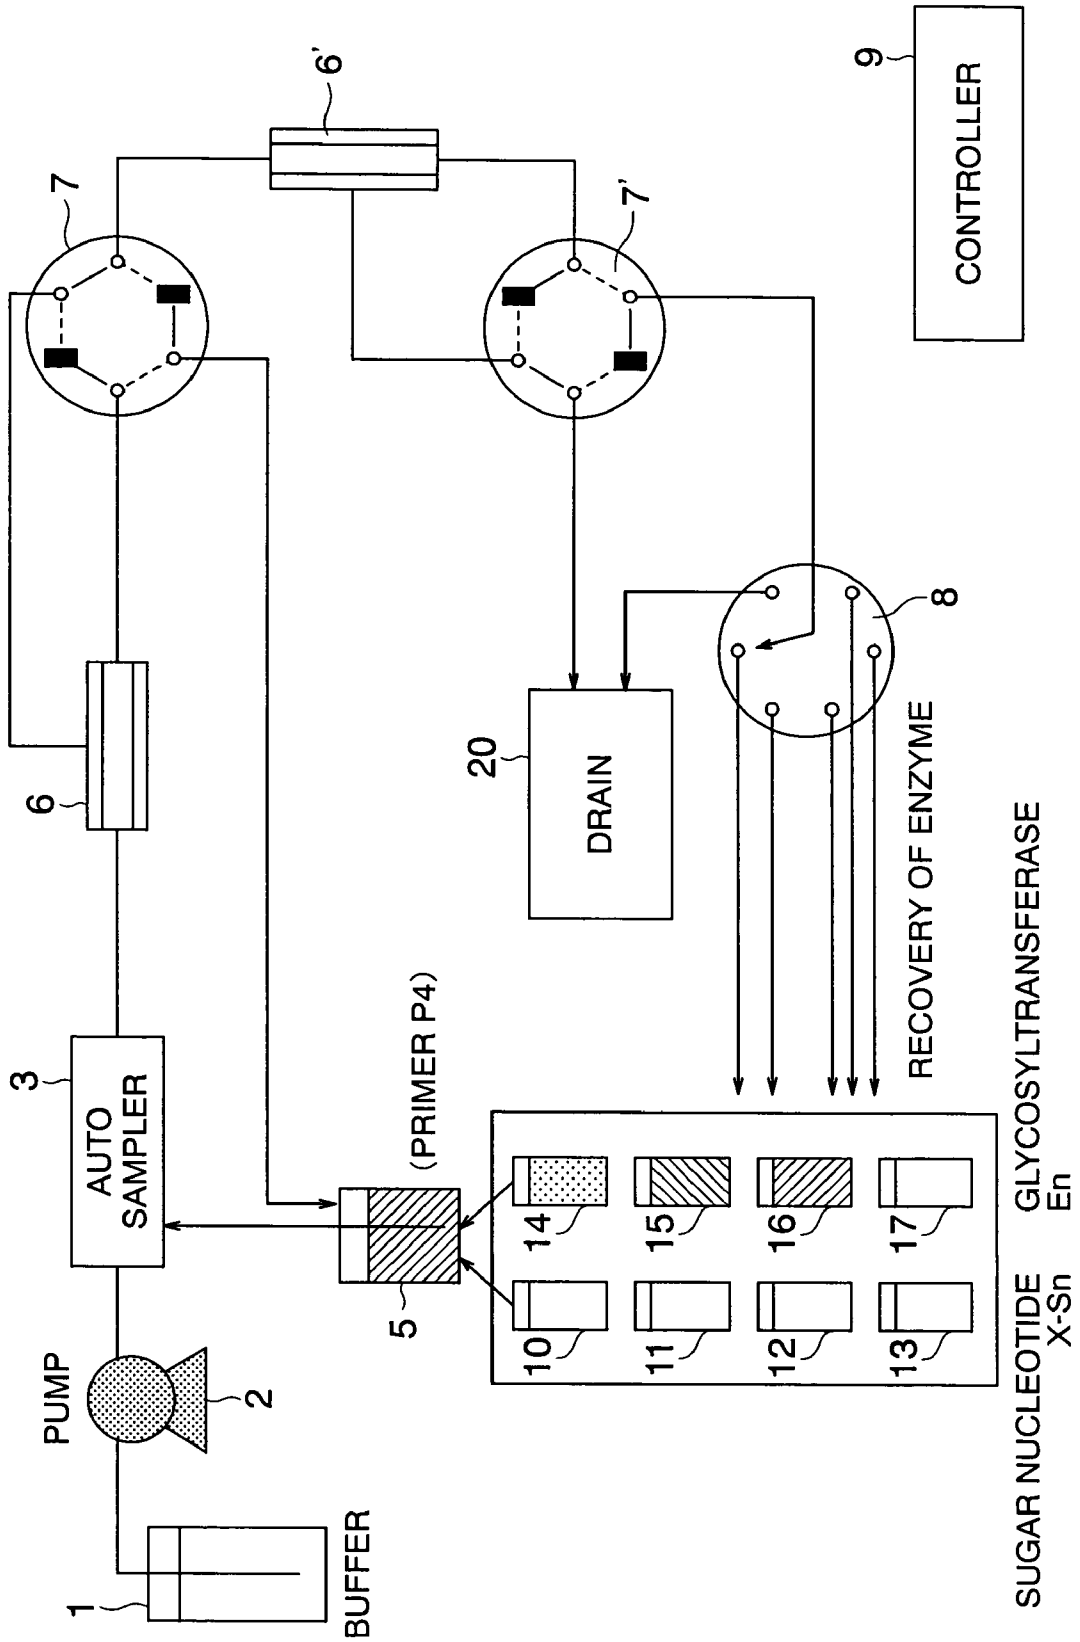 1
BUFFER
PUMP
2
3
AUTO
SAMPLER
5
(PRIMER P4)
6
7
6'
7'
8
9
CONTROLLER
20
DRAIN
RECOVERY OF ENZYME
10
11
12
13
14
15
16
17
SUGAR NUCLEOTIDE
X-Sn
GLYCOSYLTRANSFERASE
En